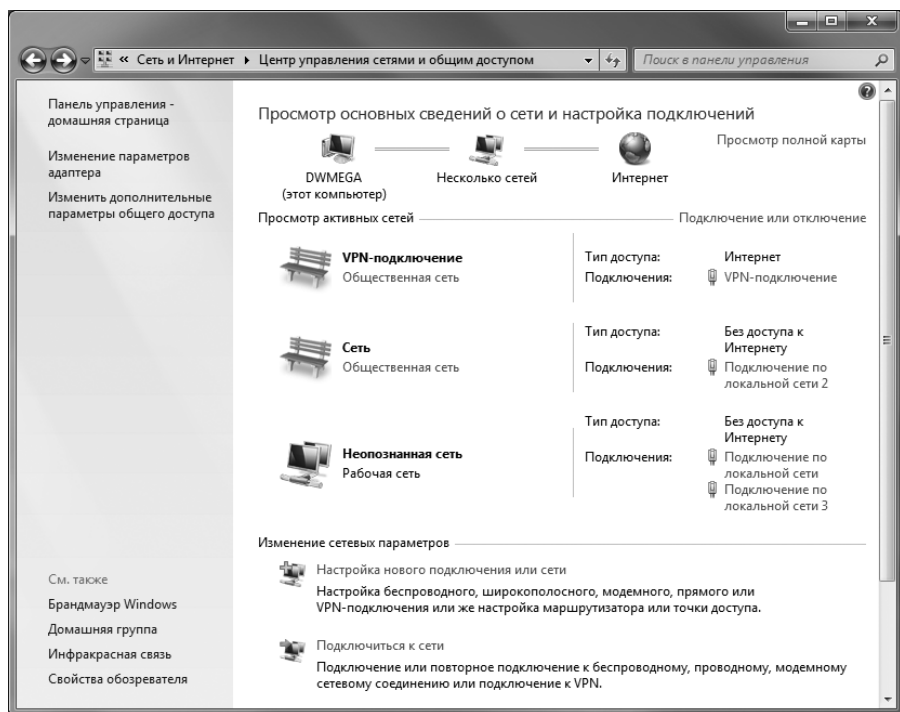 « Сеть и Интернет ▸ Центр управления сетями и общим доступом
Поиск в панели управления
Панель управления -
домашняя страница
Изменение параметров
адаптера
Изменить дополнительные
параметры общего доступа
См. также
Брандмауэр Windows
Домашняя группа
Инфракрасная связь
Свойства обозревателя
Просмотр основных сведений о сети и настройка подключений
Просмотр полной карты
DWMEGA
(этот компьютер)
Несколько сетей
Интернет
Просмотр активных сетей
Подключение или отключение
VPN-подключение
Общественная сеть
Тип доступа: Интернет
Подключения: VPN-подключение
Сеть
Общественная сеть
Тип доступа: Без доступа к
Интернету
Подключения: Подключение по
локальной сети 2
Неопознанная сеть
Рабочая сеть
Тип доступа: Без доступа к
Интернету
Подключения: Подключение по
локальной сети
Подключение по
локальной сети 3
Изменение сетевых параметров
Настройка нового подключения или сети
Настройка беспроводного, широкополосного, модемного, прямого или
VPN-подключения или же настройка маршрутизатора или точки доступа.
Подключиться к сети
Подключение или повторное подключение к беспроводному, проводному, модемному
сетевому соединению или подключение к VPN.